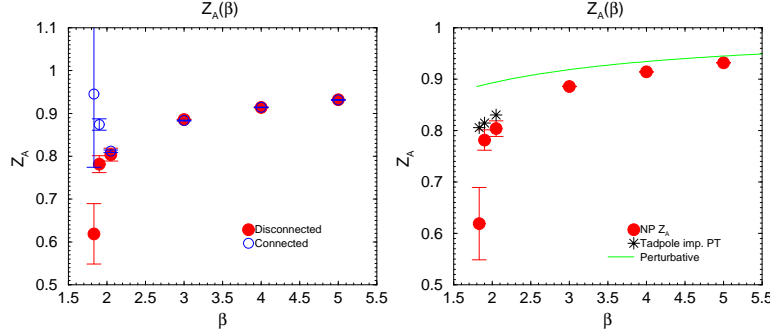 Z_A(β)
1.1
1
0.9
0.8
0.7
0.6
0.5
Z_A
Disconnected
Connected
1.5 2 2.5 3 3.5 4 4.5 5 5.5
β
Z_A(β)
1
0.9
0.8
0.7
0.6
0.5
Z_A
NP Z_A
Tadpole imp. PT
Perturbative
1.5 2 2.5 3 3.5 4 4.5 5 5.5
β